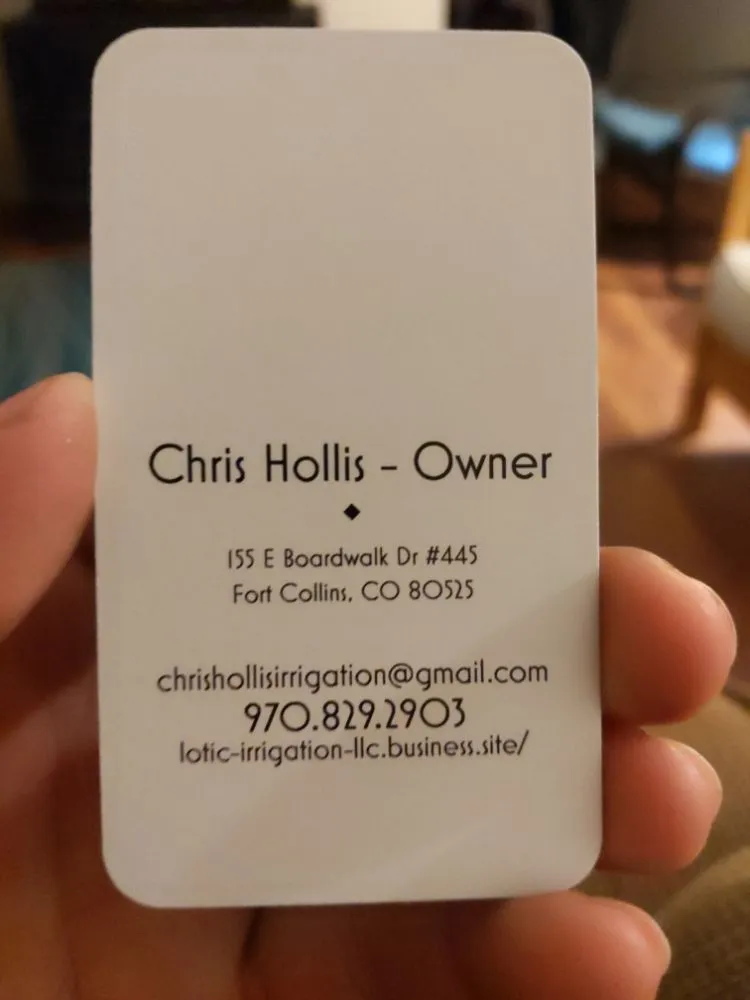 Chris Hollis - Owner
155 E Boardwalk Dr #445
Fort Collins, CO 80525
chrishollisirrigation@gmail.com
970.829.2903
lotic-irrigation-llc.business.site/